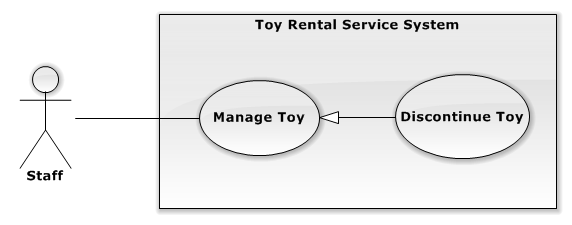 Toy Rental Service System
Manage Toy
Discontinue Toy
Staff